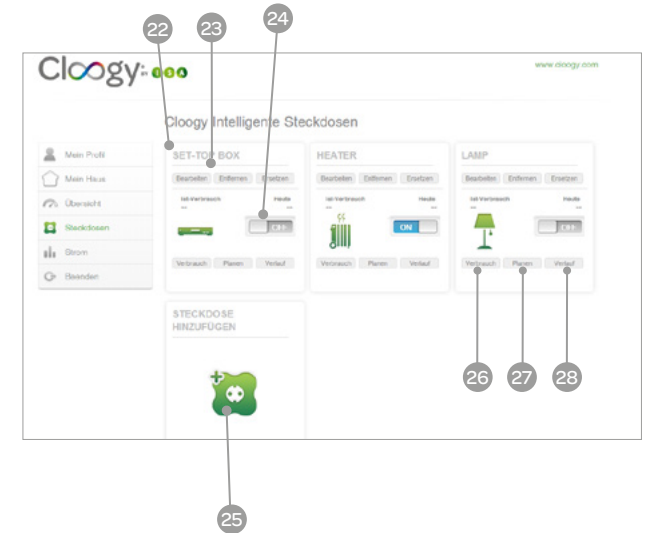 22 23 24
Cloogy: BY ISA
www.cloogy.com
Cloogy Intelligente Steckdosen
Mein Profil
Mein Haus
Übersicht
Steckdosen
Strom
Beenden
SET-TOP BOX
Bearbeiten Entfernen Ersetzen
Ist-Verbrauch Heute
-- --
OFF
Verbrauch Planen Verlauf
HEATER
Bearbeiten Entfernen Ersetzen
Ist-Verbrauch Heute
-- --
ON
Verbrauch Planen Verlauf
LAMP
Bearbeiten Entfernen Ersetzen
Ist-Verbrauch Heute
-- --
OFF
Verbrauch Planen Verlauf
STECKDOSE
HINZUFÜGEN
26 27 28
25